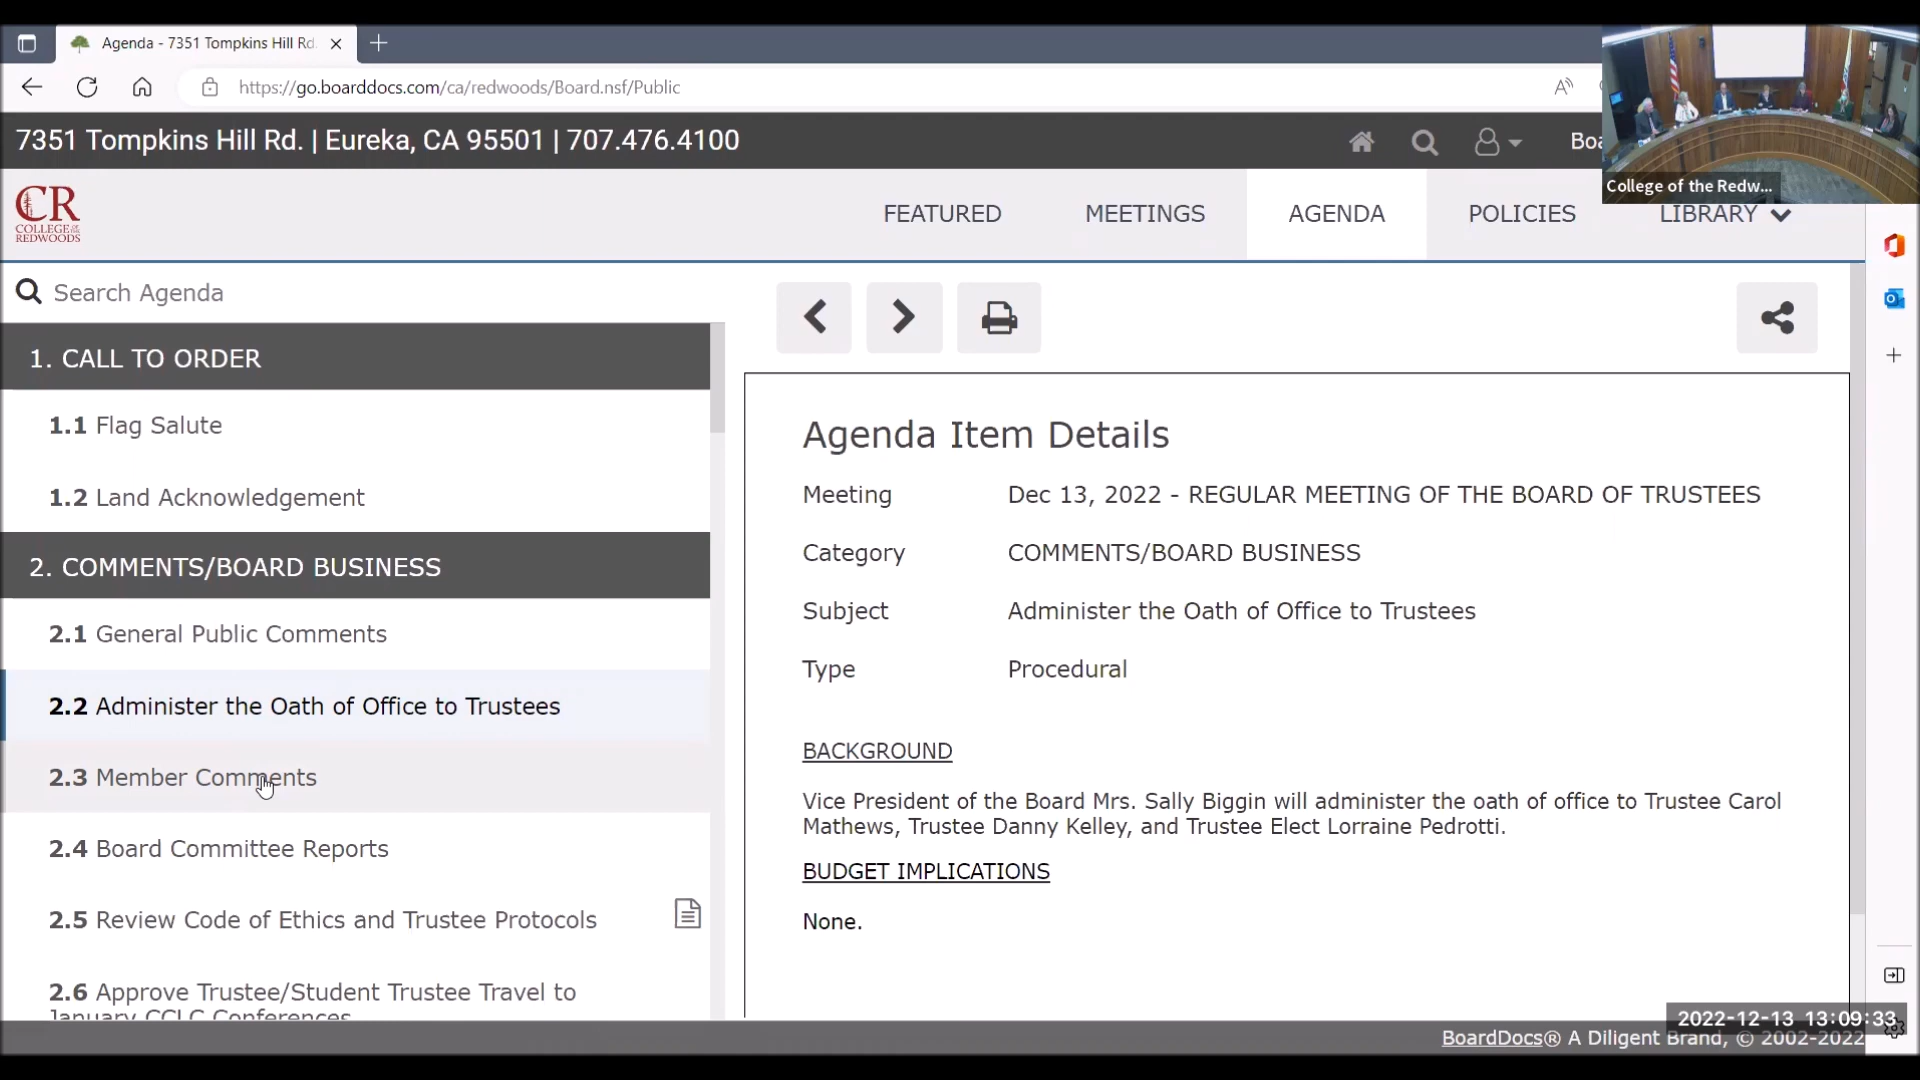 Agenda - 7351 Tompkins Hill Rd
https://go.boarddocs.com/ca/redwoods/Board.nsf/Public
7351 Tompkins Hill Rd. | Eureka, CA 95501 | 707.476.4100
College of the Redw...
CR
COLLEGE OF THE
REDWOODS
FEATURED
MEETINGS
AGENDA
POLICIES
LIBRARY
Search Agenda
1. CALL TO ORDER
1.1 Flag Salute
1.2 Land Acknowledgement
2. COMMENTS/BOARD BUSINESS
2.1 General Public Comments
2.2 Administer the Oath of Office to Trustees
2.3 Member Comments
2.4 Board Committee Reports
2.5 Review Code of Ethics and Trustee Protocols
2.6 Approve Trustee/Student Trustee Travel to
January CCLC Conferences
Agenda Item Details
Meeting Dec 13, 2022 - REGULAR MEETING OF THE BOARD OF TRUSTEES
Category COMMENTS/BOARD BUSINESS
Subject Administer the Oath of Office to Trustees
Type Procedural
BACKGROUND
Vice President of the Board Mrs. Sally Biggin will administer the oath of office to Trustee Carol
Mathews, Trustee Danny Kelley, and Trustee Elect Lorraine Pedrotti.
BUDGET IMPLICATIONS
None.
2022-12-13 13:09:33
BoardDocs® A Diligent Brand, © 2002-2022